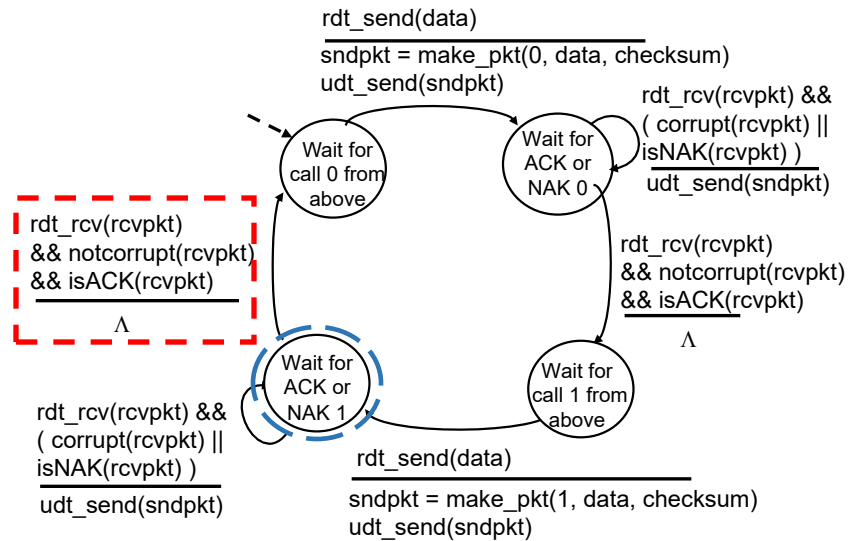 rdt_send(data)
sndpkt = make_pkt(0, data, checksum)
udt_send(sndpkt)
Wait for
call 0 from
above
Wait for
ACK or
NAK 0
rdt_rcv(rcvpkt) &&
( corrupt(rcvpkt) ||
isNAK(rcvpkt) )
udt_send(sndpkt)
rdt_rcv(rcvpkt)
&& notcorrupt(rcvpkt)
&& isACK(rcvpkt)
Λ
rdt_rcv(rcvpkt)
&& notcorrupt(rcvpkt)
&& isACK(rcvpkt)
Λ
Wait for
ACK or
NAK 1
Wait for
call 1 from
above
rdt_rcv(rcvpkt) &&
( corrupt(rcvpkt) ||
isNAK(rcvpkt) )
udt_send(sndpkt)
rdt_send(data)
sndpkt = make_pkt(1, data, checksum)
udt_send(sndpkt)